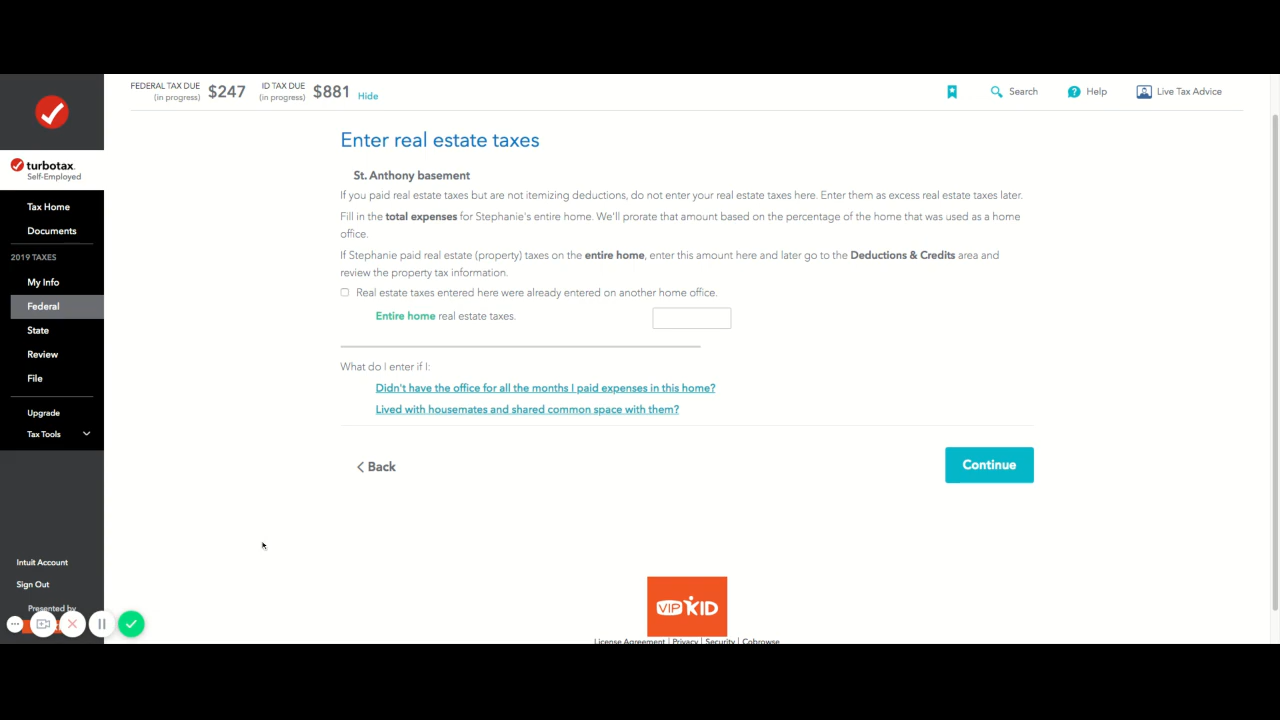 FEDERAL TAX DUE
(in progress)
$247
ID TAX DUE
(in progress)
$881
Hide
Search
Help
Live Tax Advice
turbotax
Self-Employed
Tax Home
Documents
2019 TAXES
My Info
Federal
State
Review
File
Upgrade
Tax Tools
Intuit Account
Sign Out
Presented by
Enter real estate taxes
St. Anthony basement
If you paid real estate taxes but are not itemizing deductions, do not enter your real estate taxes here. Enter them as excess real estate taxes later.
Fill in the total expenses for Stephanie's entire home. We'll prorate that amount based on the percentage of the home that was used as a home
office.
If Stephanie paid real estate (property) taxes on the entire home, enter this amount here and later go to the Deductions & Credits area and
review the property tax information.
Real estate taxes entered here were already entered on another home office.
Entire home real estate taxes.
What do I enter if I:
Didn't have the office for all the months I paid expenses in this home?
Lived with housemates and shared common space with them?
Back
Continue
VIPKID
License Agreement | Privacy | Security | Cobrowse